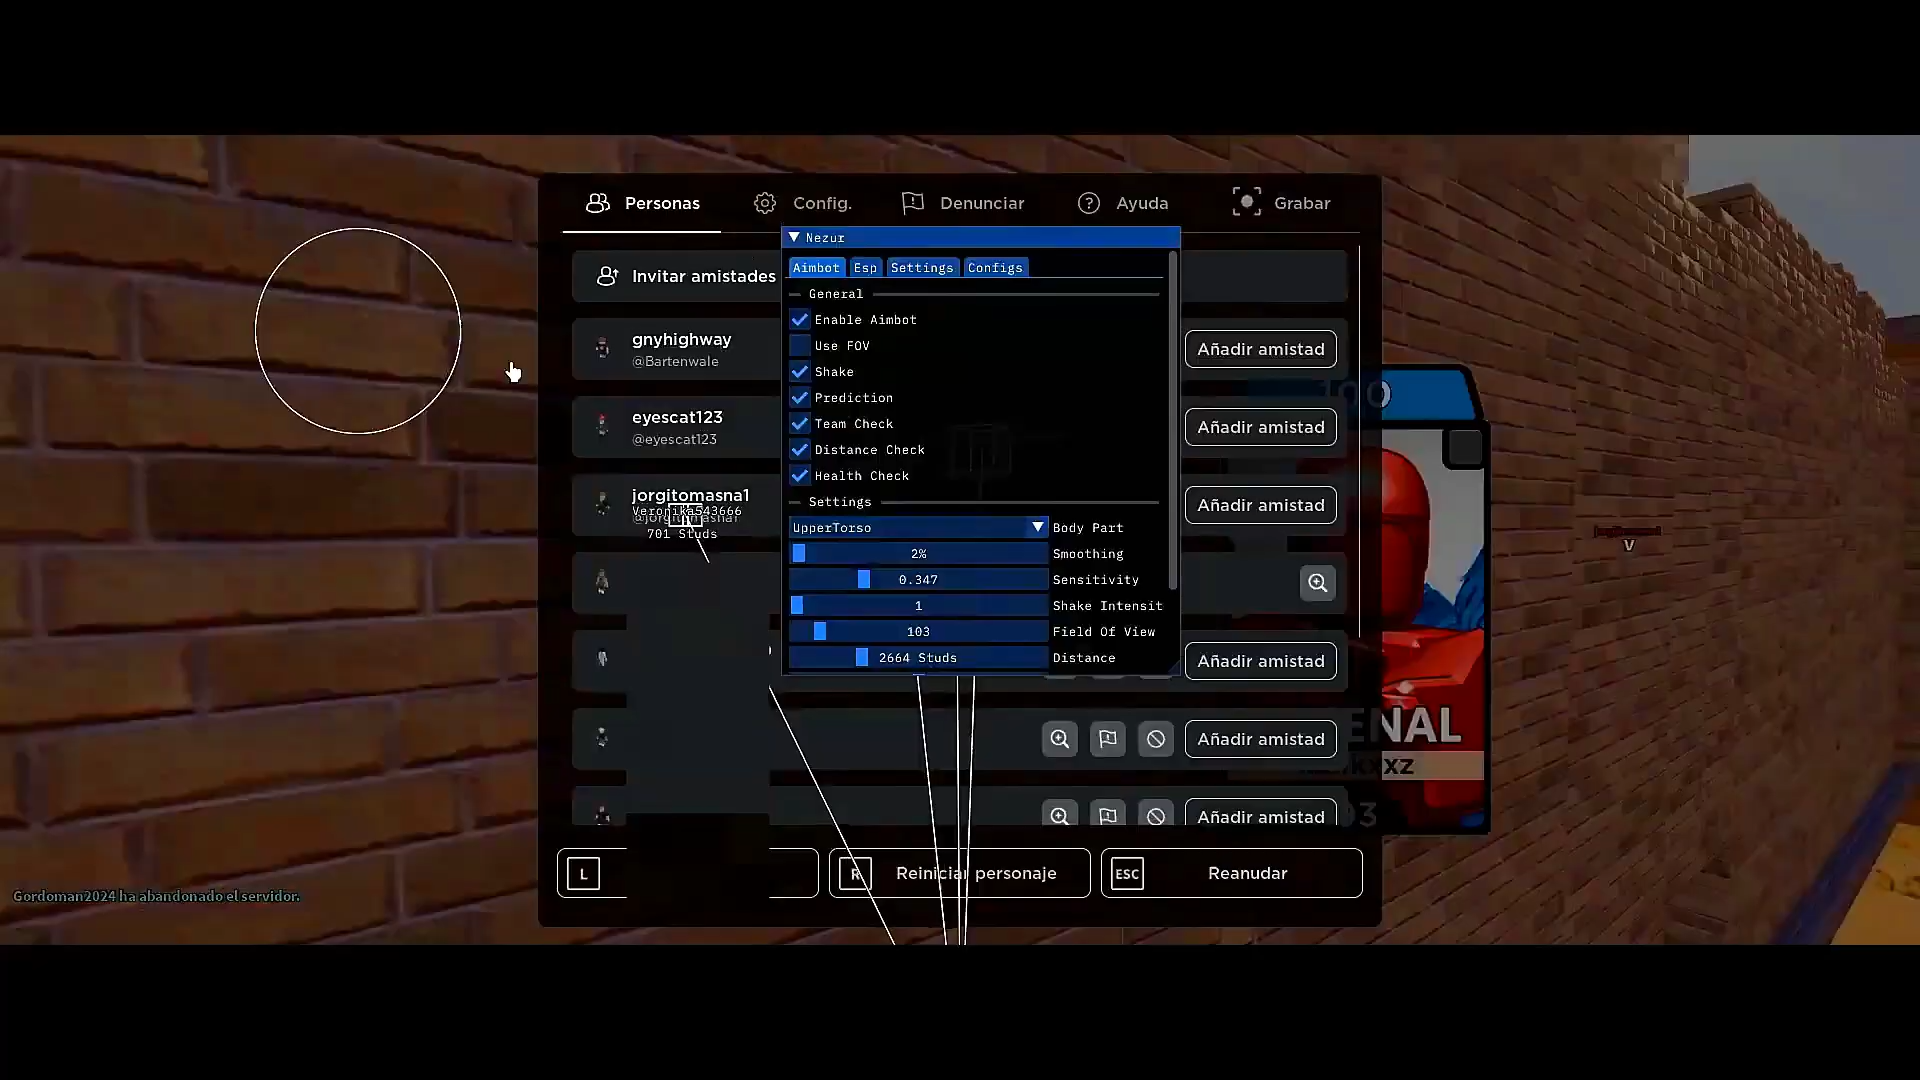 Personas
Config.
Denunciar
Ayuda
Grabar
Nezur
Aimbot
Esp
Settings
Configs
Invitar amistades
General
Enable Aimbot
Use FOV
Shake
Prediction
Team Check
Distance Check
Health Check
Settings
UpperTorso
Body Part
2%
Smoothing
0.347
Sensitivity
1
Shake Intensit
103
Field Of View
2664 Studs
Distance
gnyhighway
@Bartenwale
Añadir amistad
eyescat123
@eyescat123
Añadir amistad
jorgitomasna1
Veronika543666
@jorgitomasna1
701 Studs
Añadir amistad
Añadir amistad
Añadir amistad
Añadir amistad
100
ENAL
L
R
Reiniciar personaje
ESC
Reanudar
Gordoman2024 ha abandonado el servidor.